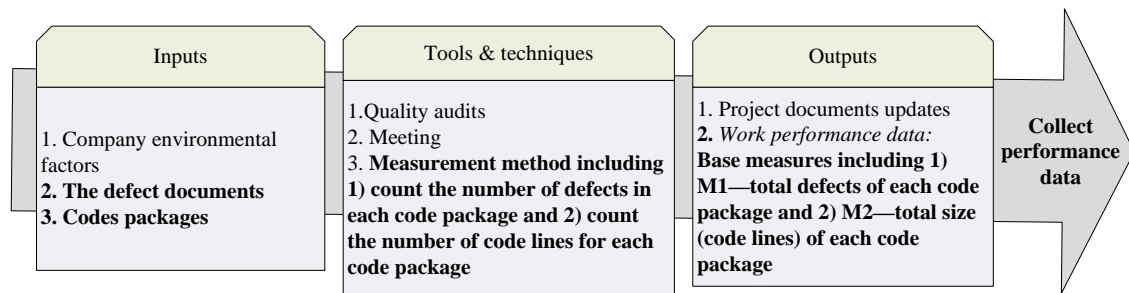 Inputs
1. Company environmental
factors
2. The defect documents
3. Codes packages
Tools & techniques
1.Quality audits
2. Meeting
3. Measurement method including
1) count the number of defects in
each code package and 2) count
the number of code lines for each
code package
Outputs
1. Project documents updates
2. Work performance data:
Base measures including 1)
M1—total defects of each code
package and 2) M2—total size
(code lines) of each code
package
Collect
performance
data